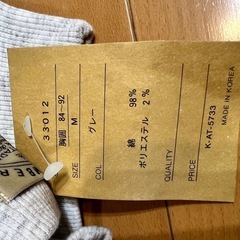 33012
胸囲 84~92
SIZE M
COL グレー
綿 98%
ポリエステル 2%
QUALITY
PRICE
K-AT-5733
MADE IN KOREA